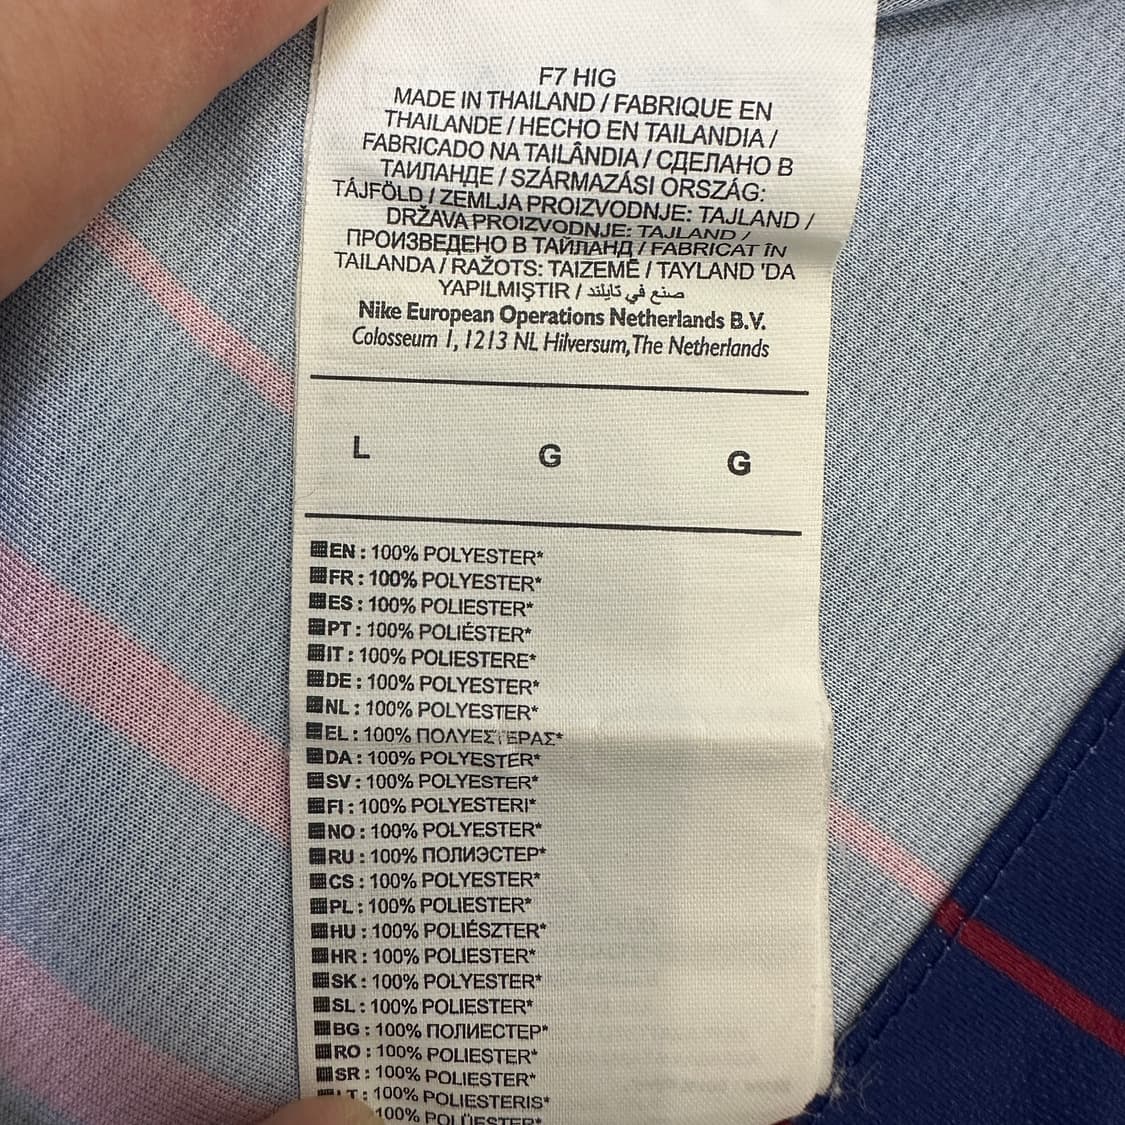 F7 HIG
MADE IN THAILAND / FABRIQUE EN
THAILANDE / HECHO EN TAILANDIA /
FABRICADO NA TAILÂNDIA / СДЕЛАНО В
ТАИЛАНДЕ / SZÁRMAZÁSI ORSZÁG:
TÁJFÖLD / ZEMLJA PROIZVODNJE: TAJLAND /
DRŽAVA PROIZVODNJE: TAJLAND /
ПРОИЗВЕДЕНО В ТАЙЛАНД / FABRICAT ÎN
TAILANDA / RAŽOTS: TAIZEMĒ / TAYLAND 'DA
YAPILMIŞTIR / صنع في تايلند
Nike European Operations Netherlands B.V.
Colosseum 1, 1213 NL Hilversum, The Netherlands
L G G
EN : 100% POLYESTER*
FR : 100% POLYESTER*
ES : 100% POLIESTER*
PT : 100% POLIÉSTER*
IT : 100% POLIESTERE*
DE : 100% POLYESTER*
NL : 100% POLYESTER*
EL : 100% ΠΟΛΥΕΣΤΕΡΑΣ*
DA : 100% POLYESTER*
SV : 100% POLYESTER*
FI : 100% POLYESTERI*
NO : 100% POLYESTER*
RU : 100% ПОЛИЭСТЕР*
CS : 100% POLYESTER*
PL : 100% POLIESTER*
HU : 100% POLIÉSZTER*
HR : 100% POLIESTER*
SK : 100% POLYESTER*
SL : 100% POLIESTER*
BG : 100% ПОЛИЕСТЕР*
RO : 100% POLIESTER*
SR : 100% POLIESTER*
LT : 100% POLIESTERIS*
100% POLÜESTER*